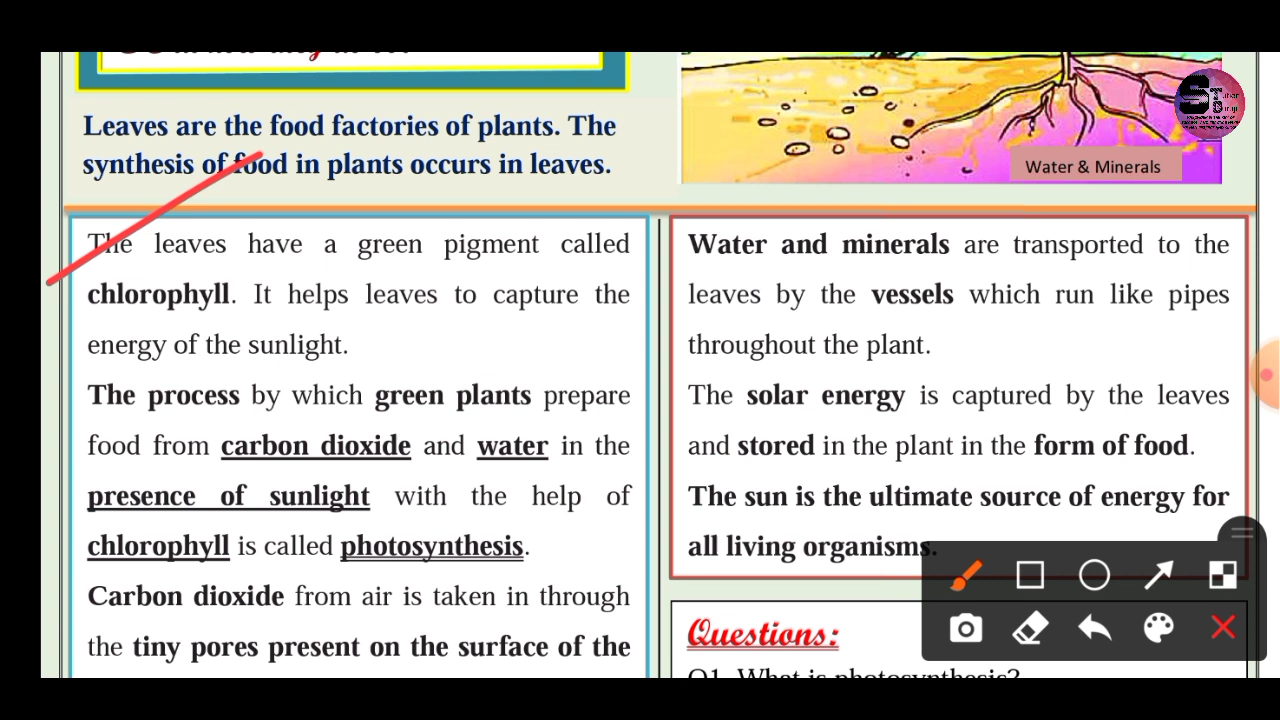 Leaves are the food factories of plants. The
synthesis of food in plants occurs in leaves.
Water & Minerals
The leaves have a green pigment called
chlorophyll. It helps leaves to capture the
energy of the sunlight.
The process by which green plants prepare
food from carbon dioxide and water in the
presence of sunlight with the help of
chlorophyll is called photosynthesis.
Carbon dioxide from air is taken in through
the tiny pores present on the surface of the
Water and minerals are transported to the
leaves by the vessels which run like pipes
throughout the plant.
The solar energy is captured by the leaves
and stored in the plant in the form of food.
The sun is the ultimate source of energy for
all living organisms.
Questions:
Q1. What is photosynthesis?